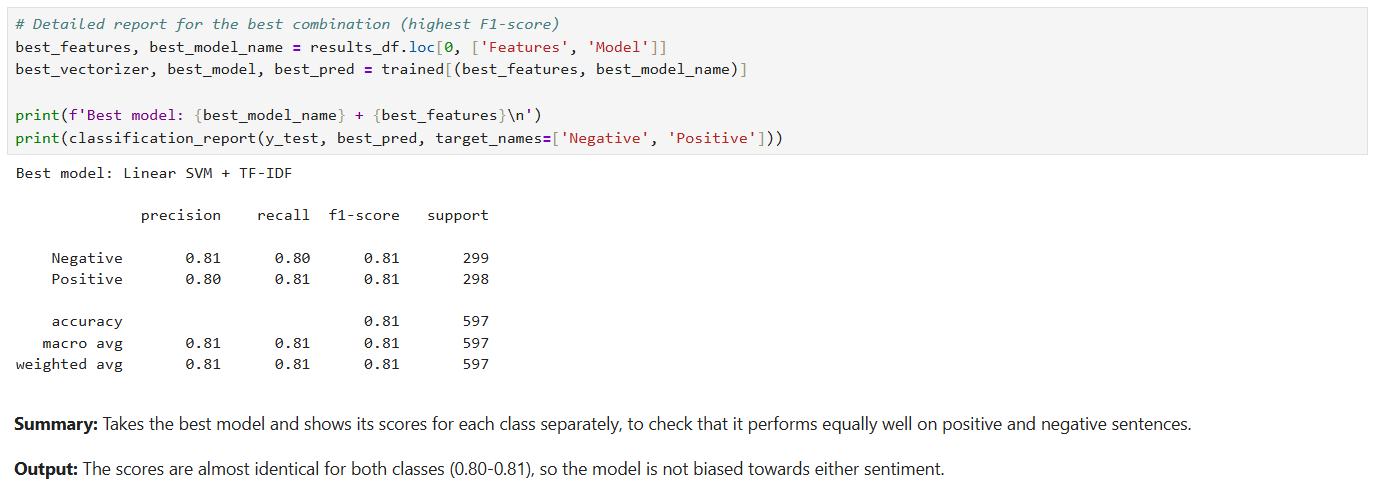 # Detailed report for the best combination (highest F1-score)
best_features, best_model_name = results_df.loc[0, ['Features', 'Model']]
best_vectorizer, best_model, best_pred = trained[(best_features, best_model_name)]
print(f'Best model: {best_model_name} + {best_features}\n')
print(classification_report(y_test, best_pred, target_names=['Negative', 'Positive']))
Best model: Linear SVM + TF-IDF
precision recall f1-score support
Negative 0.81 0.80 0.81 299
Positive 0.80 0.81 0.81 298
accuracy 0.81 597
macro avg 0.81 0.81 0.81 597
weighted avg 0.81 0.81 0.81 597
Summary: Takes the best model and shows its scores for each class separately, to check that it performs equally well on positive and negative sentences.
Output: The scores are almost identical for both classes (0.80-0.81), so the model is not biased towards either sentiment.